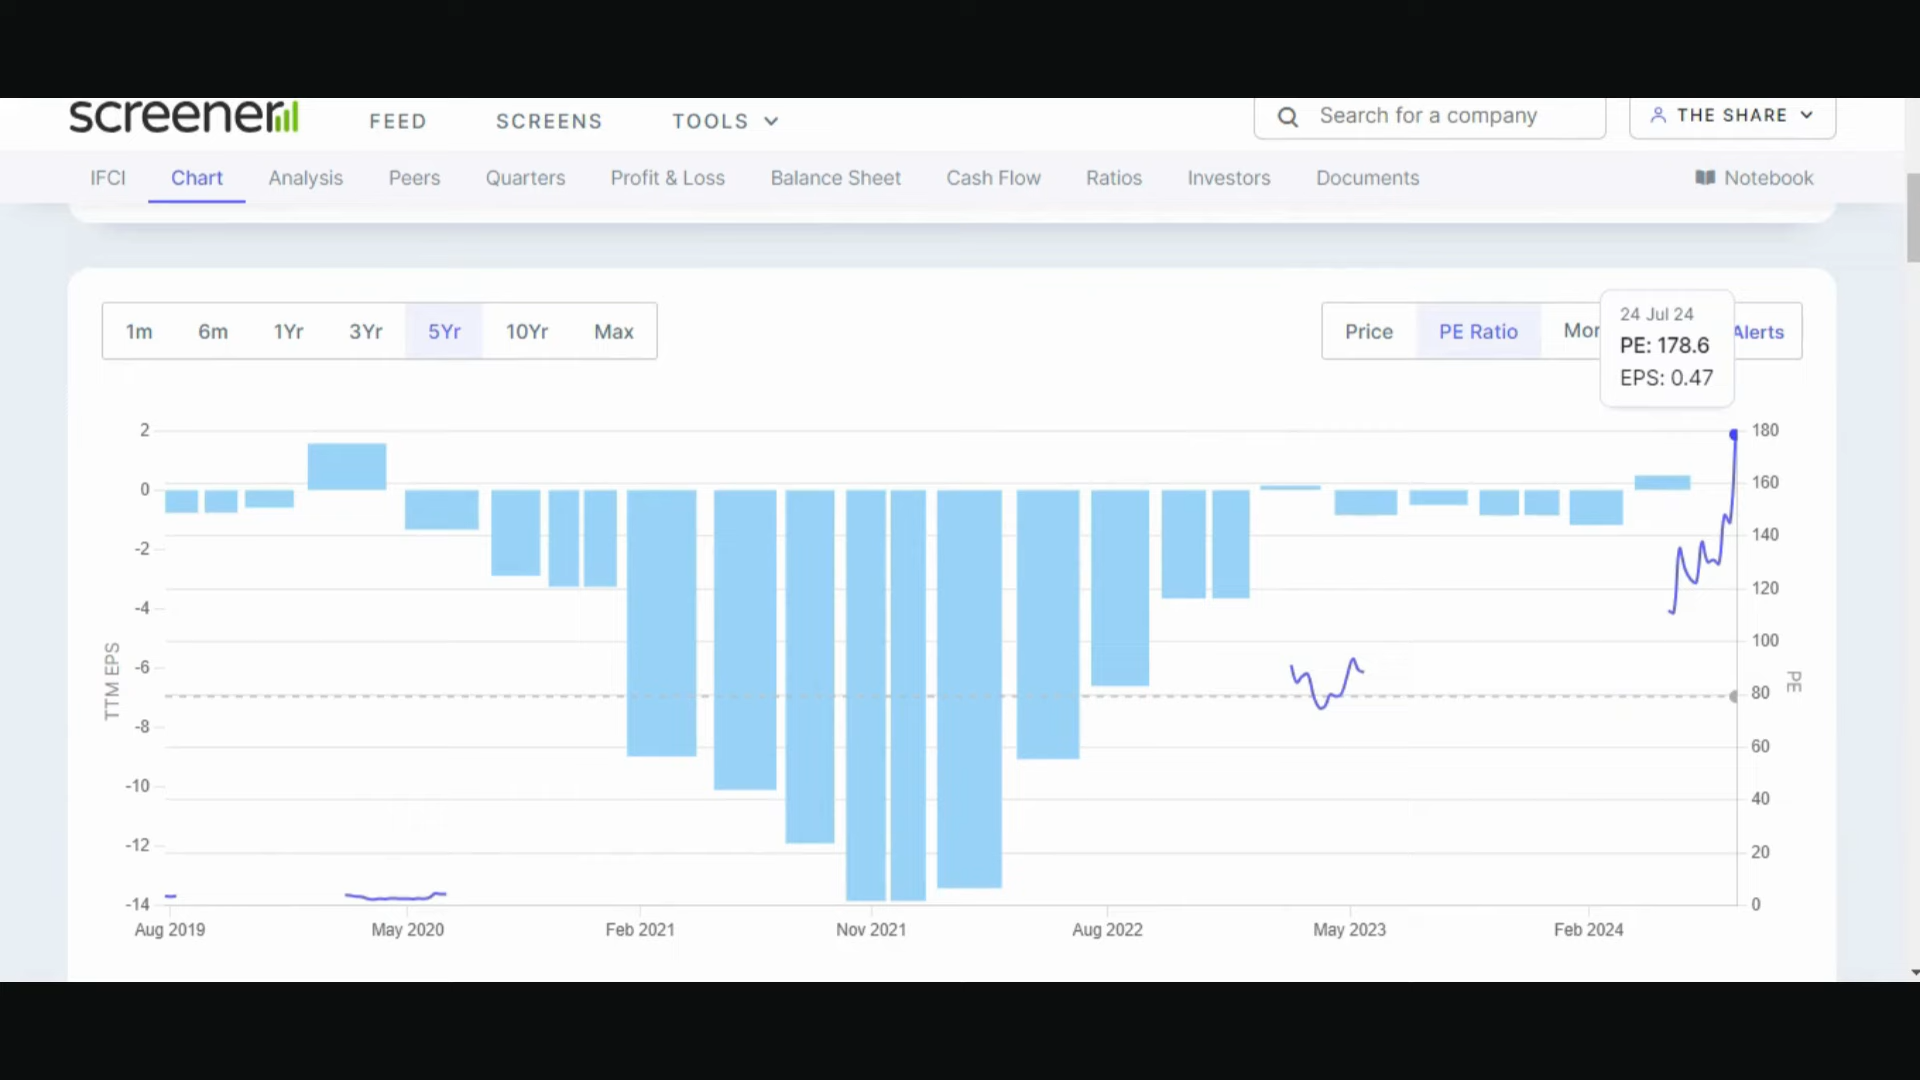 screener
FEED
SCREENS
TOOLS
Search for a company
THE SHARE
IFCI
Chart
Analysis
Peers
Quarters
Profit & Loss
Balance Sheet
Cash Flow
Ratios
Investors
Documents
Notebook
1m
6m
1Yr
3Yr
5Yr
10Yr
Max
Price
PE Ratio
Mor
Alerts
24 Jul 24
PE: 178.6
EPS: 0.47
2
0
-2
-4
-6
-8
-10
-12
-14
TTM EPS
180
160
140
120
100
80
60
40
20
0
PE
Aug 2019
May 2020
Feb 2021
Nov 2021
Aug 2022
May 2023
Feb 2024